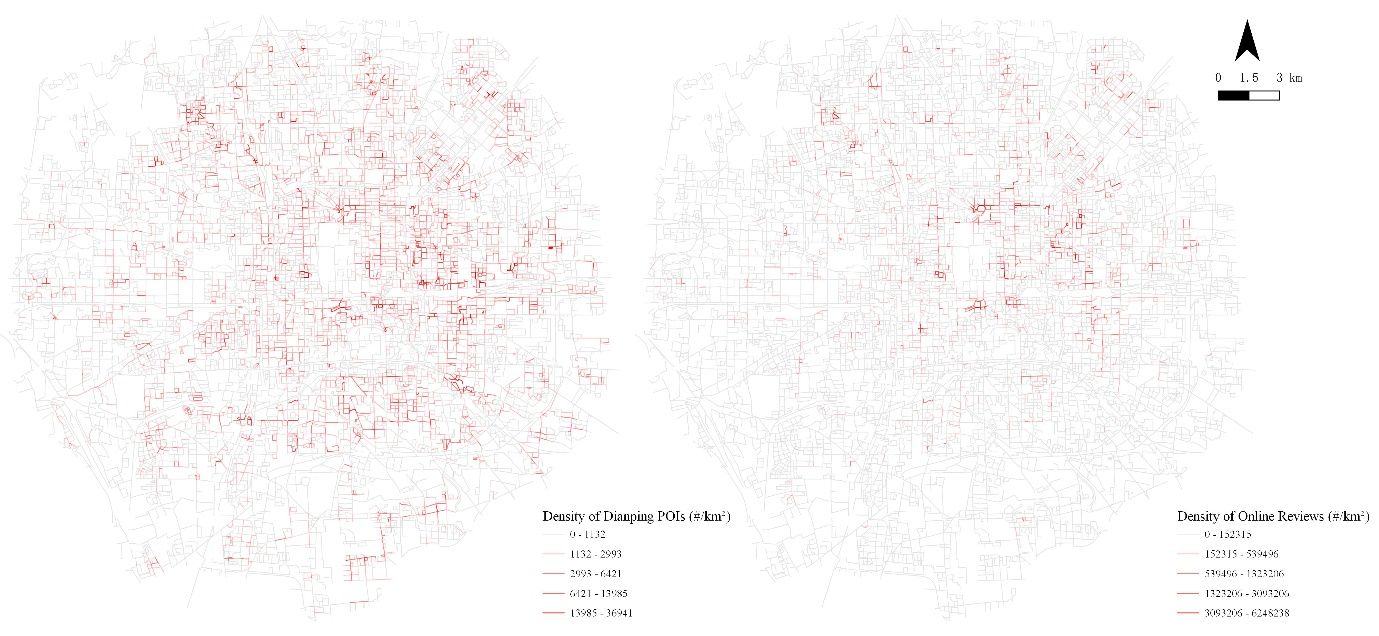 0 1.5 3 km
Density of Dianping POIs (#/km²)
0 - 1132
1132 - 2993
2993 - 6421
6421 - 13985
13985 - 36941
Density of Online Reviews (#/km²)
0 - 152315
152315 - 539496
539496 - 1323206
1323206 - 3093206
3093206 - 6248238